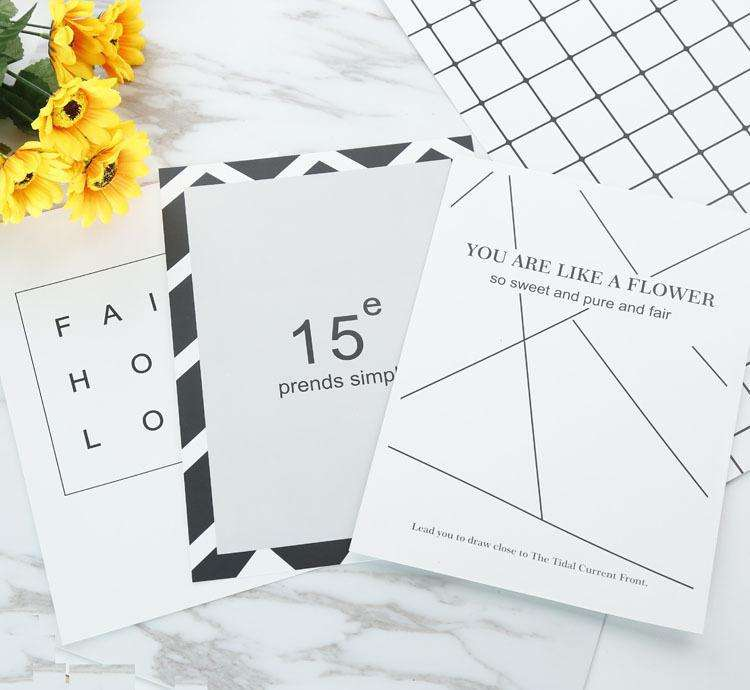 F A I
H O
L O
15e
prends simpl
YOU ARE LIKE A FLOWER
so sweet and pure and fair
Lead you to draw close to The Tidal Current Front.